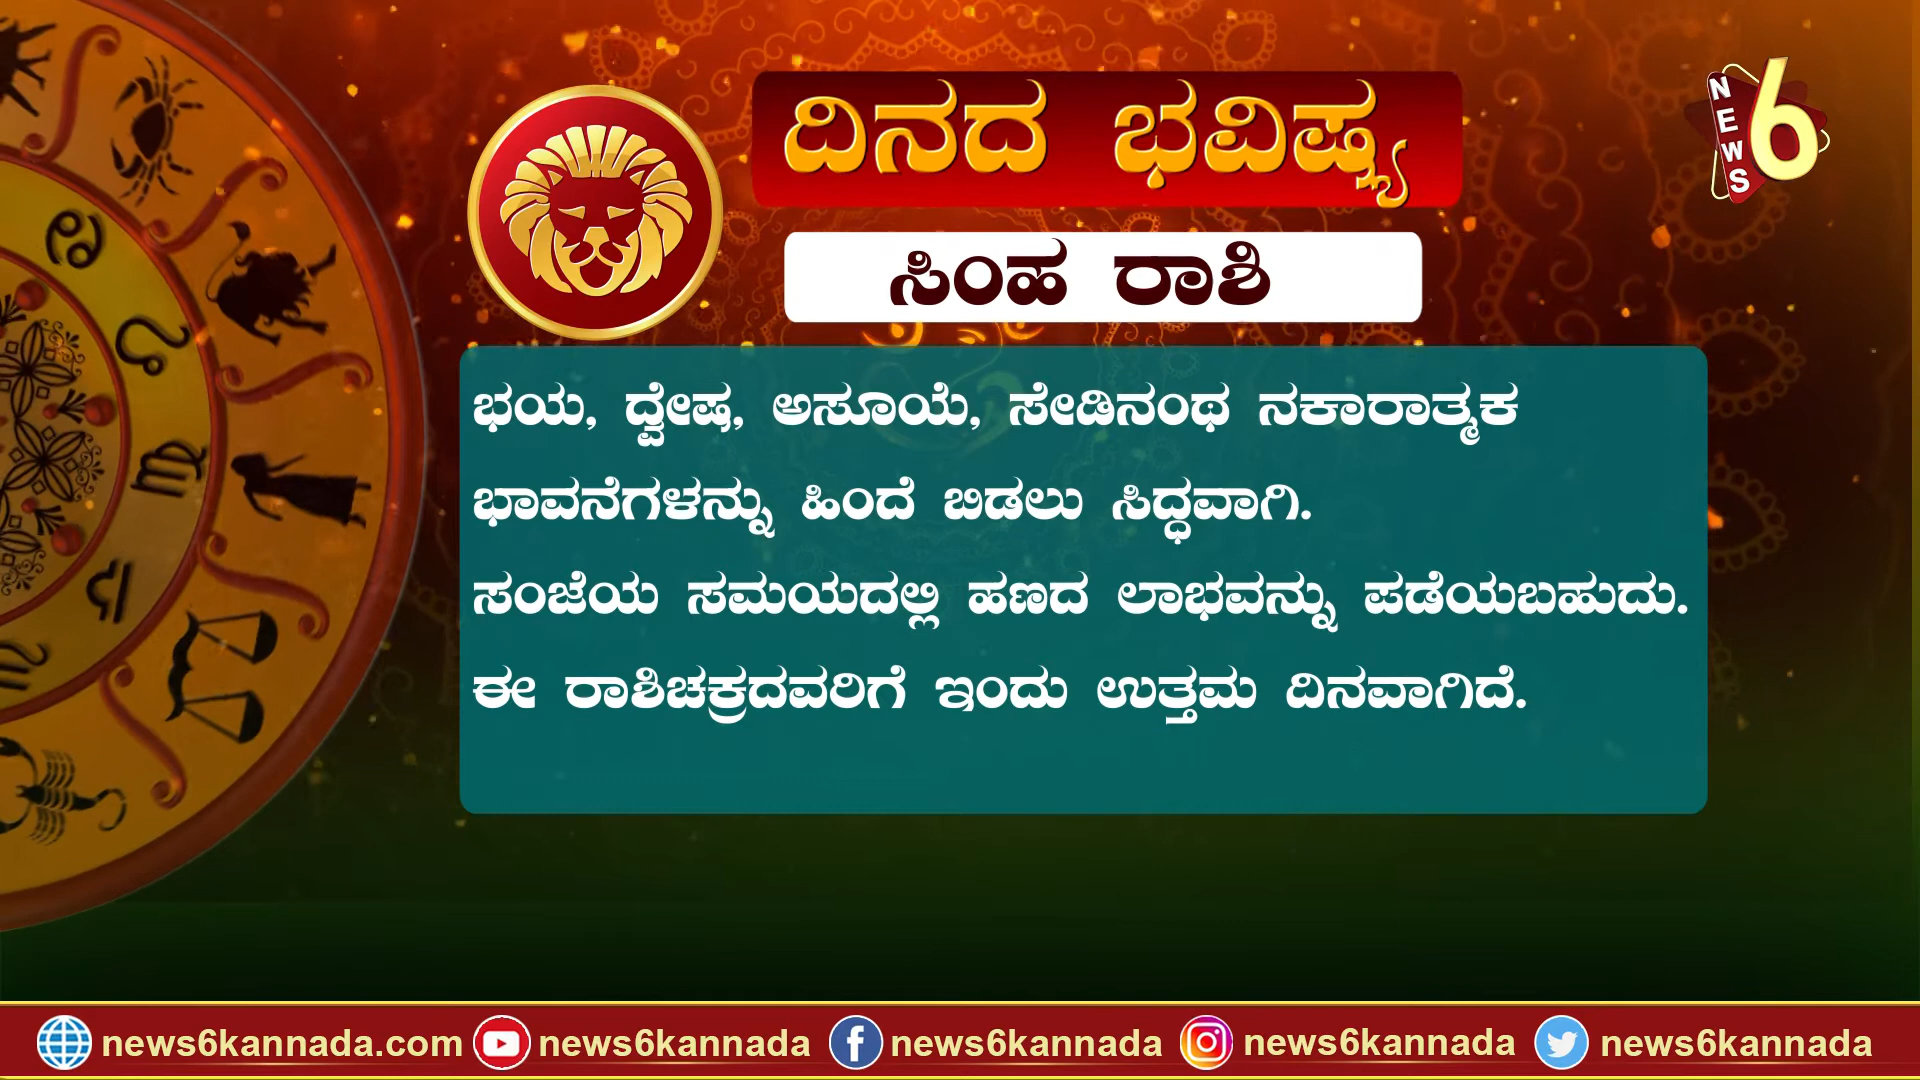 ದಿನದ ಭವಿಷ್ಯ
NEWS 6
ಸಿಂಹ ರಾಶಿ
ಭಯ, ದ್ವೇಷ, ಅಸೂಯೆ, ಸೇಡಿನಂಥ ನಕಾರಾತ್ಮಕ
ಭಾವನೆಗಳನ್ನು ಹಿಂದೆ ಬಿಡಲು ಸಿದ್ಧವಾಗಿ.
ಸಂಜೆಯ ಸಮಯದಲ್ಲಿ ಹಣದ ಲಾಭವನ್ನು ಪಡೆಯಬಹುದು.
ಈ ರಾಶಿಚಕ್ರದವರಿಗೆ ಇಂದು ಉತ್ತಮ ದಿನವಾಗಿದೆ.
news6kannada.com news6kannada news6kannada news6kannada news6kannada